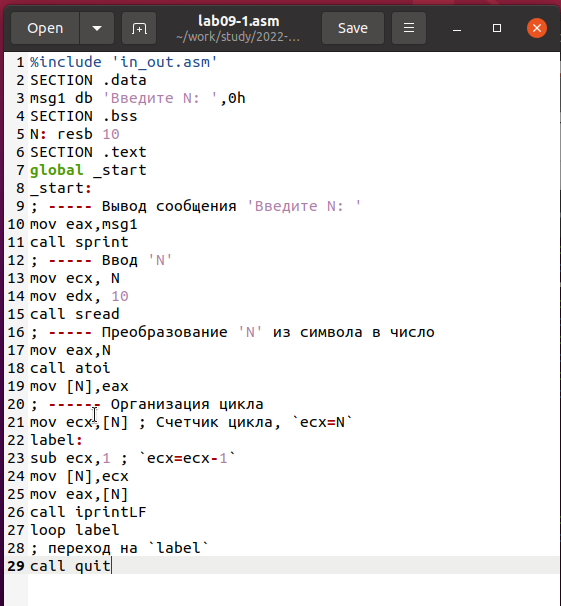 Open
lab09-1.asm
~/work/study/2022-...
Save
1 %include 'in_out.asm'
2 SECTION .data
3 msg1 db 'Введите N: ',0h
4 SECTION .bss
5 N: resb 10
6 SECTION .text
7 global _start
8 _start:
9 ; ----- Вывод сообщения 'Введите N: '
10 mov eax,msg1
11 call sprint
12 ; ----- Ввод 'N'
13 mov ecx, N
14 mov edx, 10
15 call sread
16 ; ----- Преобразование 'N' из символа в число
17 mov eax,N
18 call atoi
19 mov [N],eax
20 ; ------ Организация цикла
21 mov ecx,[N] ; Счетчик цикла, `ecx=N`
22 label:
23 sub ecx,1 ; `ecx=ecx-1`
24 mov [N],ecx
25 mov eax,[N]
26 call iprintLF
27 loop label
28 ; переход на `label`
29 call quit